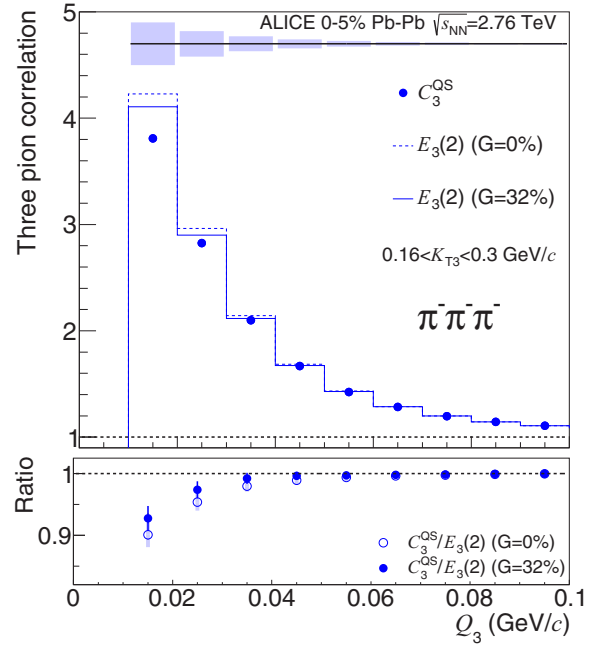 ALICE 0-5% Pb-Pb √s_NN=2.76 TeV
5
4
3
2
1
Three pion correlation
C_3^QS
E_3(2) (G=0%)
E_3(2) (G=32%)
0.16<K_T3<0.3 GeV/c
π⁻π⁻π⁻
1
0.9
Ratio
C_3^QS/E_3(2) (G=0%)
C_3^QS/E_3(2) (G=32%)
0 0.02 0.04 0.06 0.08 0.1
Q_3 (GeV/c)